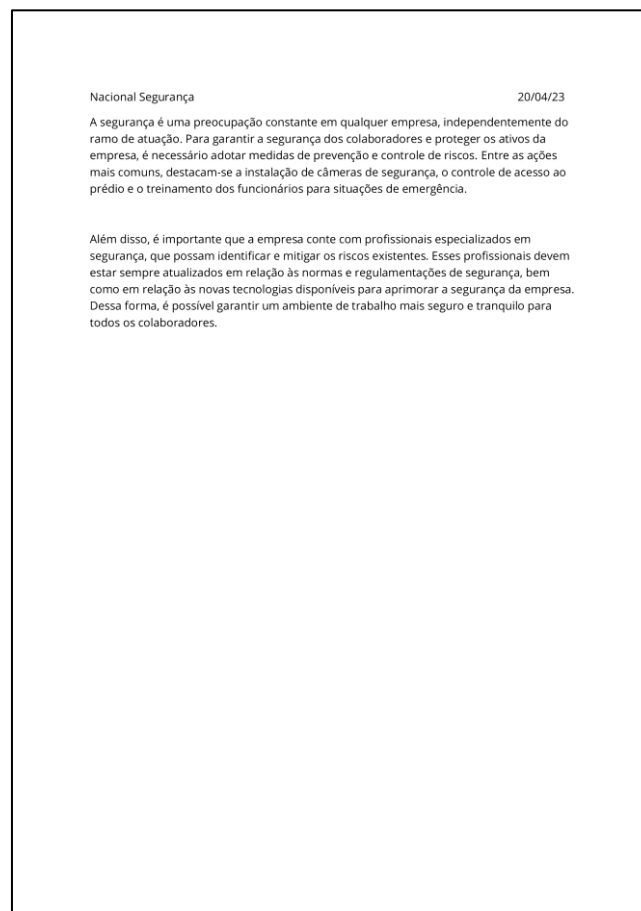 Nacional Segurança 20/04/23
A segurança é uma preocupação constante em qualquer empresa, independentemente do
ramo de atuação. Para garantir a segurança dos colaboradores e proteger os ativos da
empresa, é necessário adotar medidas de prevenção e controle de riscos. Entre as ações
mais comuns, destacam-se a instalação de câmeras de segurança, o controle de acesso ao
prédio e o treinamento dos funcionários para situações de emergência.
Além disso, é importante que a empresa conte com profissionais especializados em
segurança, que possam identificar e mitigar os riscos existentes. Esses profissionais devem
estar sempre atualizados em relação às normas e regulamentações de segurança, bem
como em relação às novas tecnologias disponíveis para aprimorar a segurança da empresa.
Dessa forma, é possível garantir um ambiente de trabalho mais seguro e tranquilo para
todos os colaboradores.